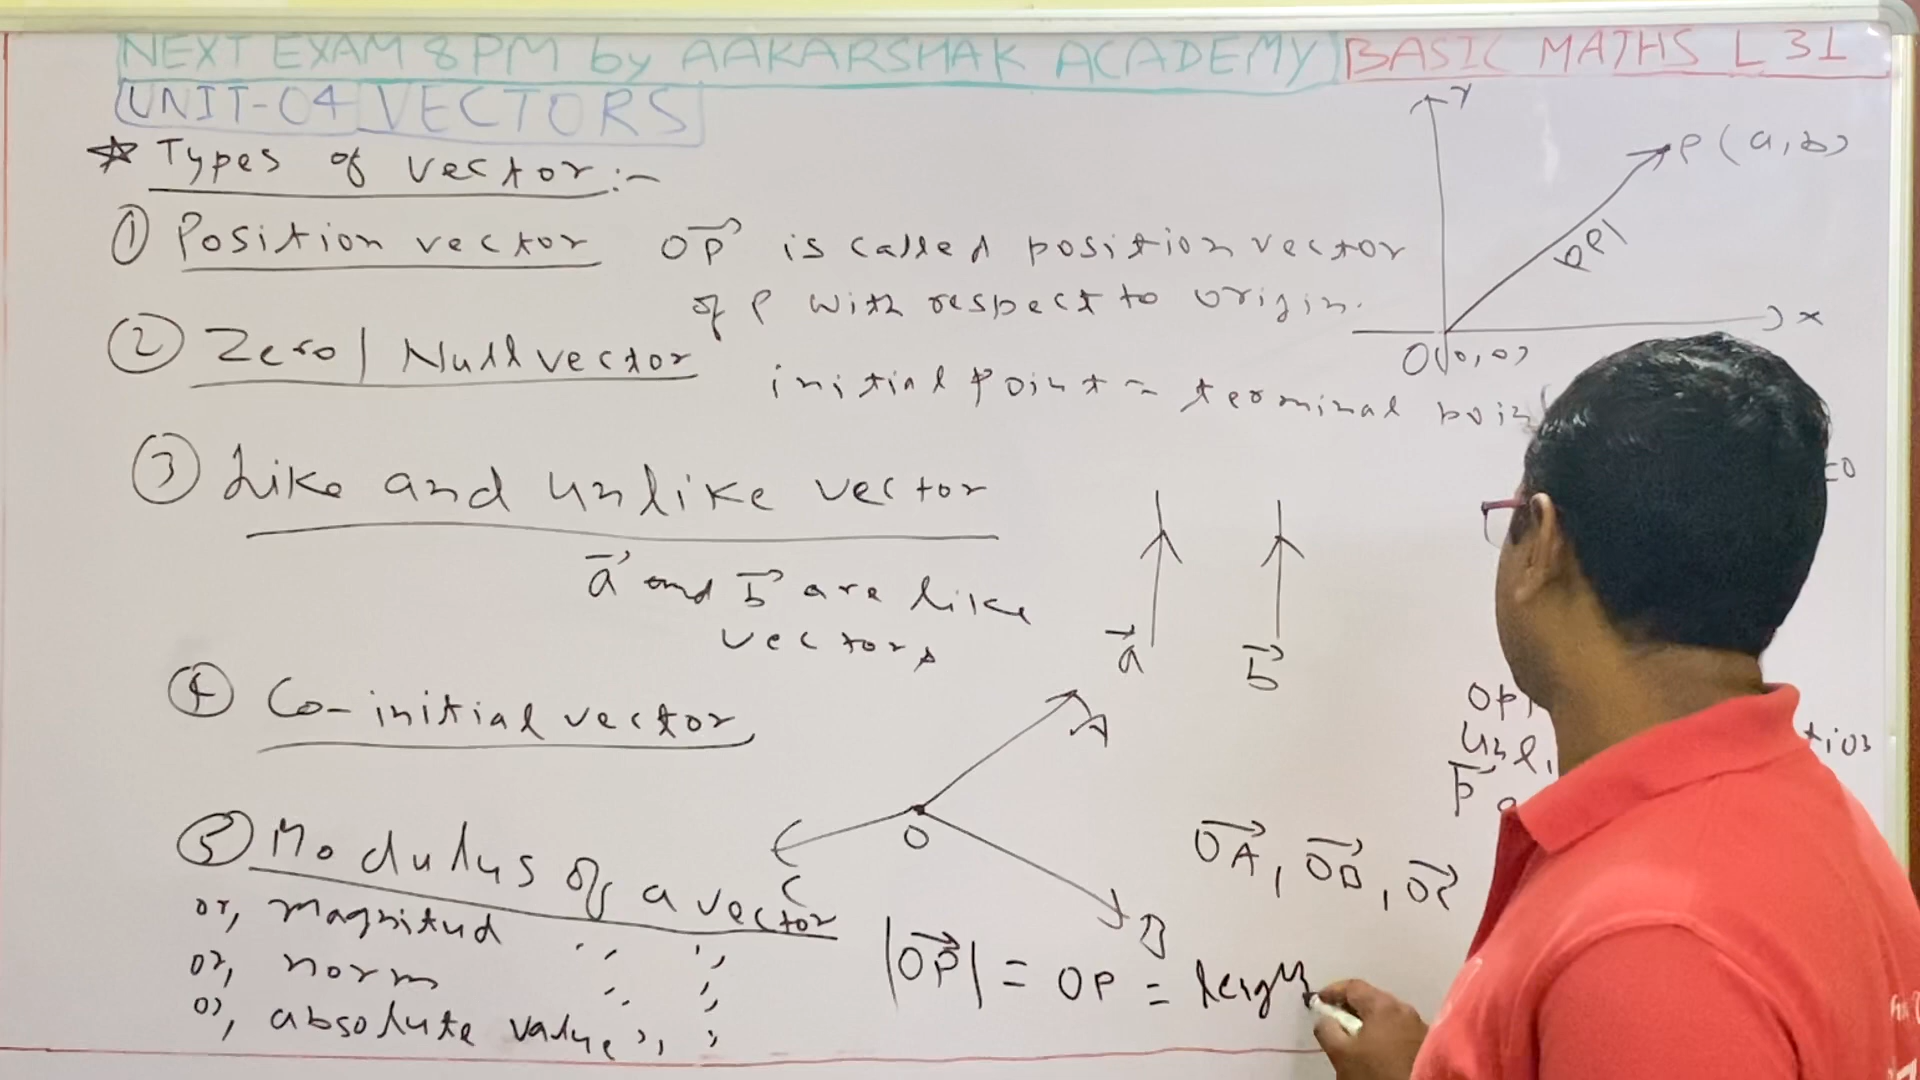 NEXT EXAM 8PM by AAKARSHAK ACADEMY BASIC MATHS L 31
UNIT-04 VECTORS
☆ Types of vector:-
① Position vector OP⃗ is called position vector
of P with respect to origin.
Y
P(a,b)
|OP|
O(0,0)
X
② Zero/Null vector
initial point = terminal poin
=0
③ Like and unlike vector
a⃗ and b⃗ are like
vectors
a⃗
b⃗
④ Co-initial vector
A
O
B
C
OA⃗, OB⃗, OC⃗
⑤ Modulus of a vector
or, magnitud ,, ,,
or, norm ,, ,,
or, absolute value ,, ,,
|OP⃗| = OP = length